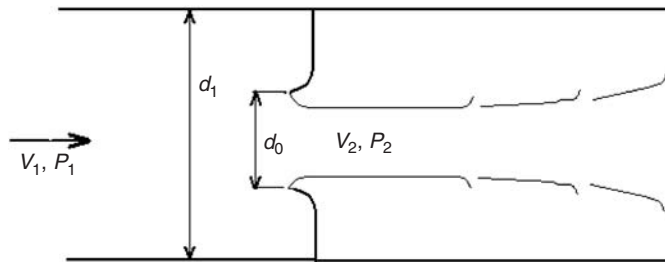 d₁
d₀
V₂, P₂
V₁, P₁